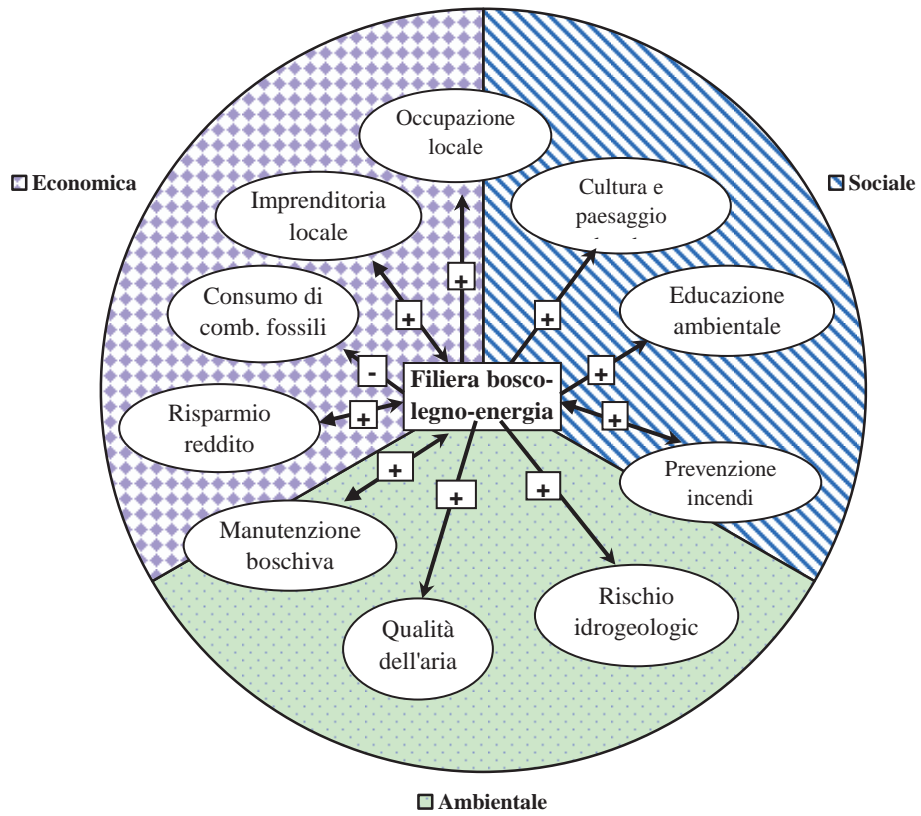 Occupazione
locale
Economica
Sociale
Imprenditoria
locale
Cultura e
paesaggio
+
Consumo di
comb. fossili
Educazione
ambientale
+
+
-
+
Filiera bosco-
legno-energia
Risparmio
reddito
+
+
Prevenzione
incendi
+
+
+
Manutenzione
boschiva
Qualità
dell'aria
Rischio
idrogeologic
Ambientale